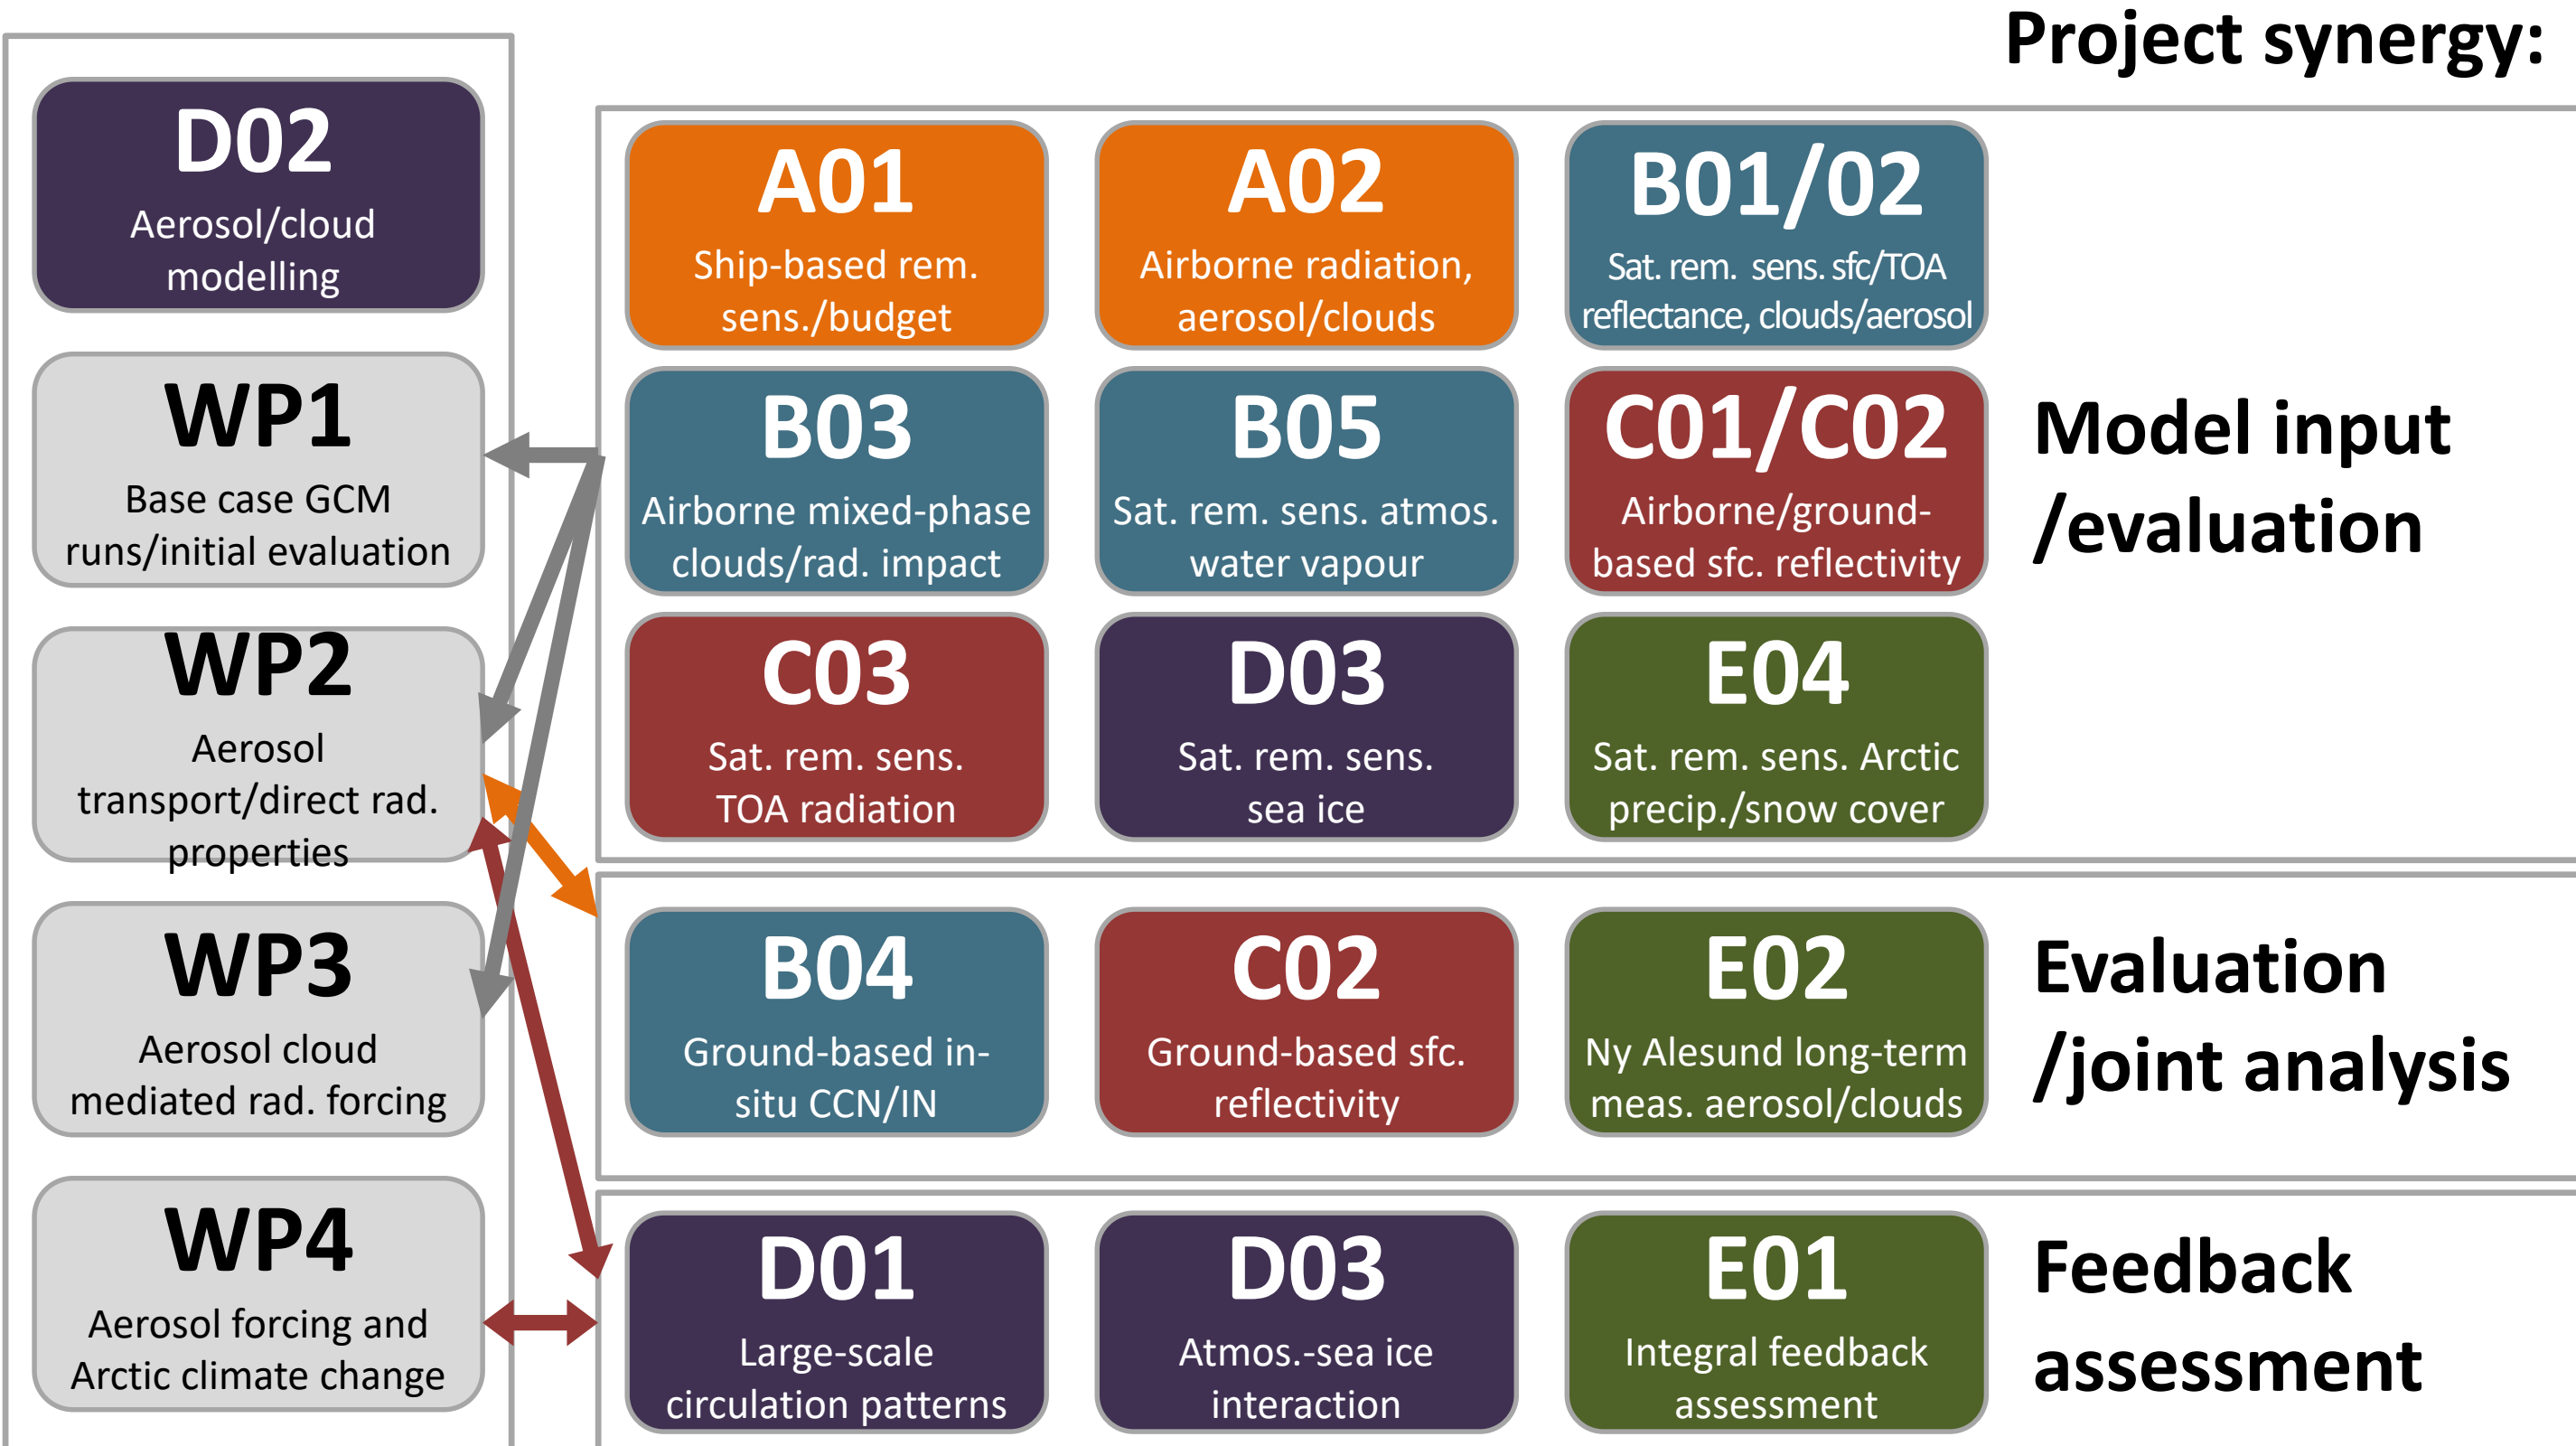 Project synergy:
D02
Aerosol/cloud
modelling
WP1
Base case GCM
runs/initial evaluation
WP2
Aerosol
transport/direct rad.
properties
WP3
Aerosol cloud
mediated rad. forcing
WP4
Aerosol forcing and
Arctic climate change
A01
Ship-based rem.
sens./budget
A02
Airborne radiation,
aerosol/clouds
B01/02
Sat. rem. sens. sfc/TOA
reflectance, clouds/aerosol
B03
Airborne mixed-phase
clouds/rad. impact
B05
Sat. rem. sens. atmos.
water vapour
C01/C02
Airborne/ground-
based sfc. reflectivity
C03
Sat. rem. sens.
TOA radiation
D03
Sat. rem. sens.
sea ice
E04
Sat. rem. sens. Arctic
precip./snow cover
Model input
/evaluation
B04
Ground-based in-
situ CCN/IN
C02
Ground-based sfc.
reflectivity
E02
Ny Alesund long-term
meas. aerosol/clouds
Evaluation
/joint analysis
D01
Large-scale
circulation patterns
D03
Atmos.-sea ice
interaction
E01
Integral feedback
assessment
Feedback
assessment